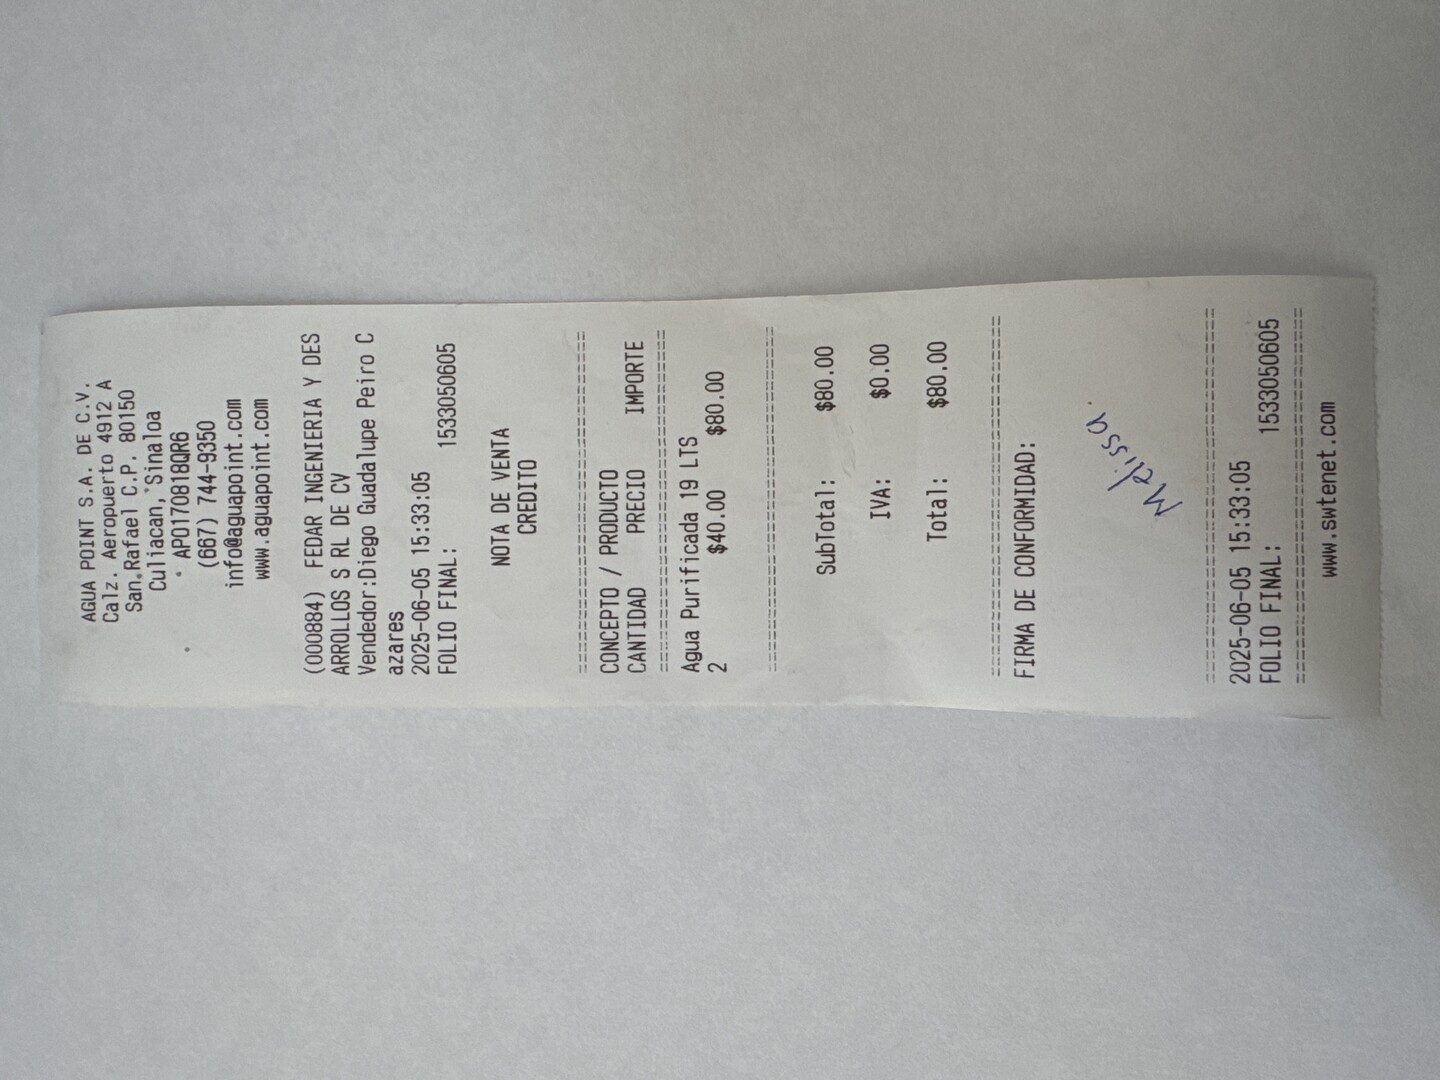 AGUA POINT S.A. DE C.V.
Calz. Aeropuerto 4912 A
San Rafael C.P. 80150
Culiacan, Sinaloa
APO170818QR6
(667) 744-9350
info@aguapoint.com
www.aguapoint.com
(000884) FEDAR INGENIERIA Y DES
ARROLLOS S RL DE CV
Vendedor:Diego Guadalupe Peiro C
azares
2025-06-05 15:33:05
FOLIO FINAL: 1533050605
NOTA DE VENTA
CREDITO
================================
CONCEPTO / PRODUCTO
CANTIDAD PRECIO IMPORTE
================================
Agua Purificada 19 LTS
2 $40.00 $80.00
================================
SubTotal: $80.00
IVA: $0.00
Total: $80.00
================================
FIRMA DE CONFORMIDAD:
Melissa.
================================
2025-06-05 15:33:05
FOLIO FINAL: 1533050605
================================
www.swtenet.com